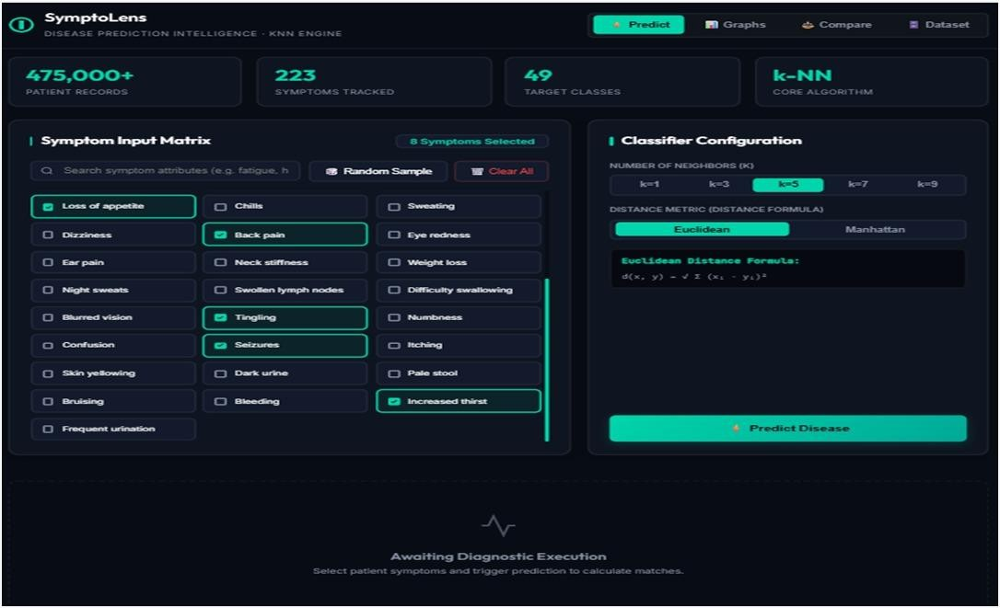 SymptoLens
DISEASE PREDICTION INTELLIGENCE · KNN ENGINE
Predict
Graphs
Compare
Dataset
475,000+
PATIENT RECORDS
223
SYMPTOMS TRACKED
49
TARGET CLASSES
k-NN
CORE ALGORITHM
Symptom Input Matrix
8 Symptoms Selected
Search symptom attributes (e.g. fatigue, h
Random Sample
Clear All
Loss of appetite
Chills
Sweating
Dizziness
Back pain
Eye redness
Ear pain
Neck stiffness
Weight loss
Night sweats
Swollen lymph nodes
Difficulty swallowing
Blurred vision
Tingling
Numbness
Confusion
Seizures
Itching
Skin yellowing
Dark urine
Pale stool
Bruising
Bleeding
Increased thirst
Frequent urination
Classifier Configuration
NUMBER OF NEIGHBORS (K)
k=1
k=3
k=5
k=7
k=9
DISTANCE METRIC (DISTANCE FORMULA)
Euclidean
Manhattan
Euclidean Distance Formula:
d(x, y) = √ Σ (xᵢ - yᵢ)²
Predict Disease
Awaiting Diagnostic Execution
Select patient symptoms and trigger prediction to calculate matches.